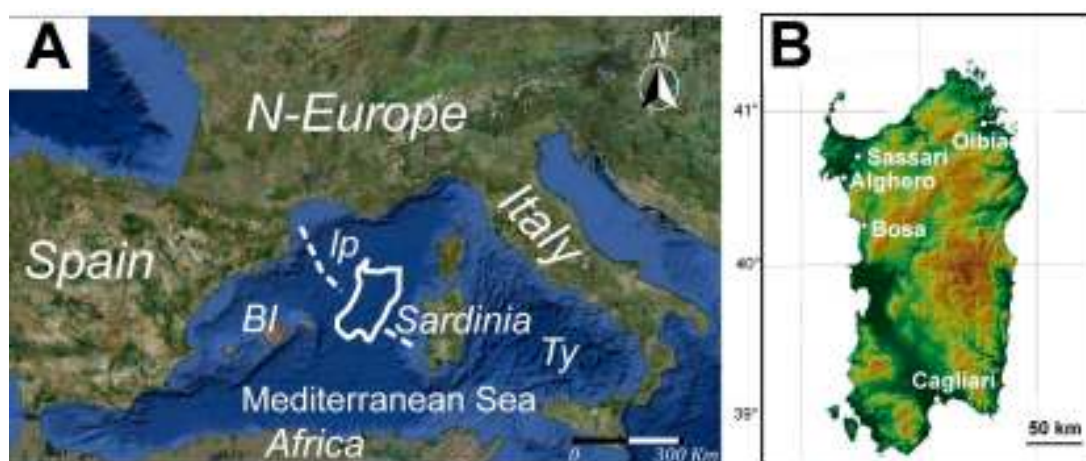 A
N
N-Europe
Italy
Spain
Ip
BI
Sardinia
Ty
Mediterranean Sea
Africa
0
300 Km
B
41°
Olbia
Sassari
Alghero
Bosa
40°
Cagliari
39°
50 km